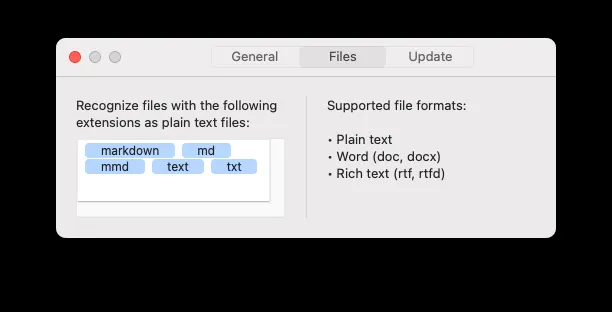 General Files Update
Recognize files with the following
extensions as plain text files:
markdown md
mmd text txt
Supported file formats:
• Plain text
• Word (doc, docx)
• Rich text (rtf, rtfd)